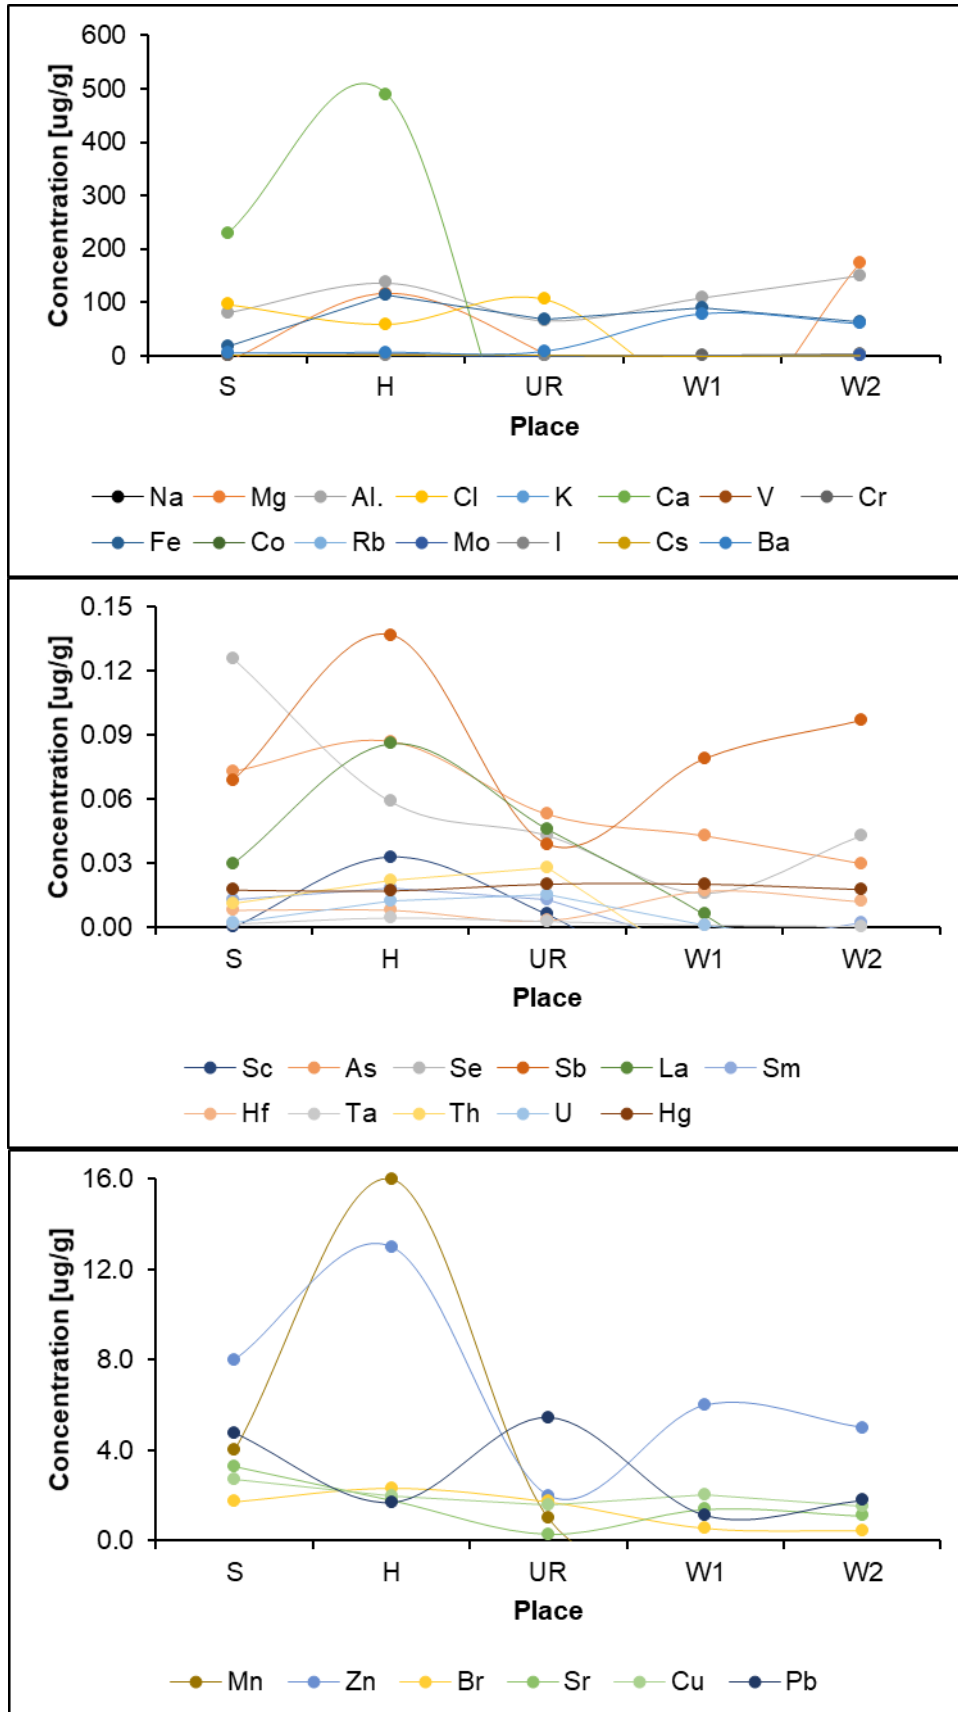 600
500
400
300
200
100
0
Concentration [ug/g]
S H UR W1 W2
Place
Na Mg Al. Cl K Ca V Cr
Fe Co Rb Mo I Cs Ba
0.15
0.12
0.09
0.06
0.03
0.00
Concentration [ug/g]
S H UR W1 W2
Place
Sc As Se Sb La Sm
Hf Ta Th U Hg
16.0
12.0
8.0
4.0
0.0
Concentration [ug/g]
S H UR W1 W2
Place
Mn Zn Br Sr Cu Pb